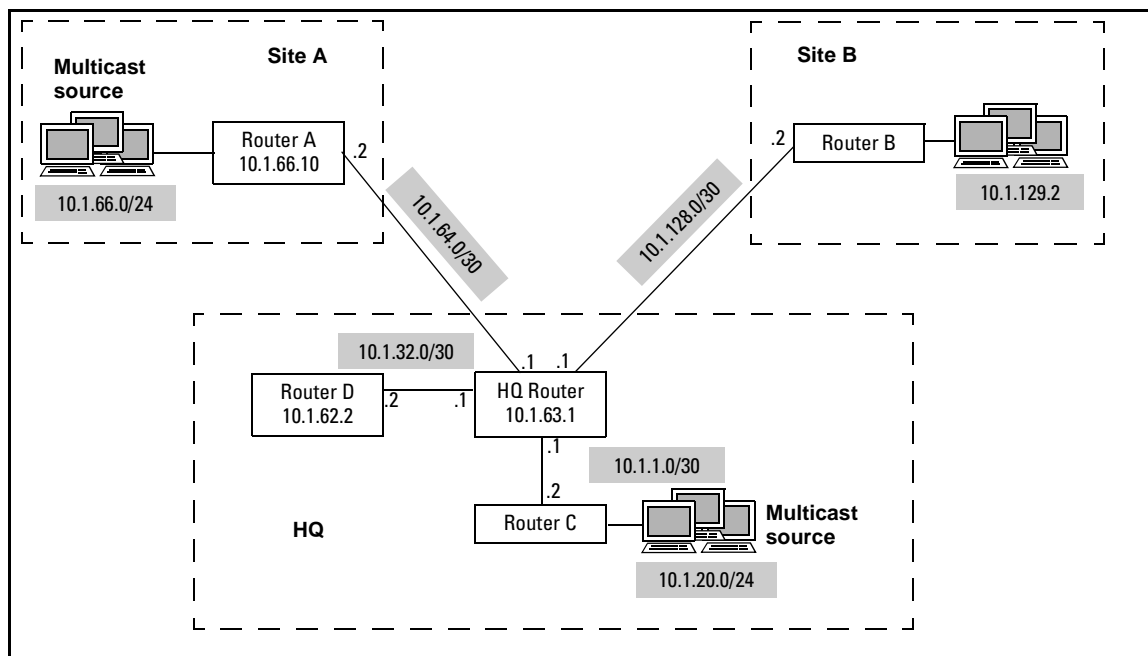 Site A
Multicast
source
Router A
10.1.66.10
.2
10.1.66.0/24
10.1.64.0/30
Site B
.2
Router B
10.1.129.2
10.1.128.0/30
10.1.32.0/30
.1
.1
Router D
10.1.62.2
.2
.1
HQ Router
10.1.63.1
.1
10.1.1.0/30
.2
Router C
HQ
Multicast
source
10.1.20.0/24